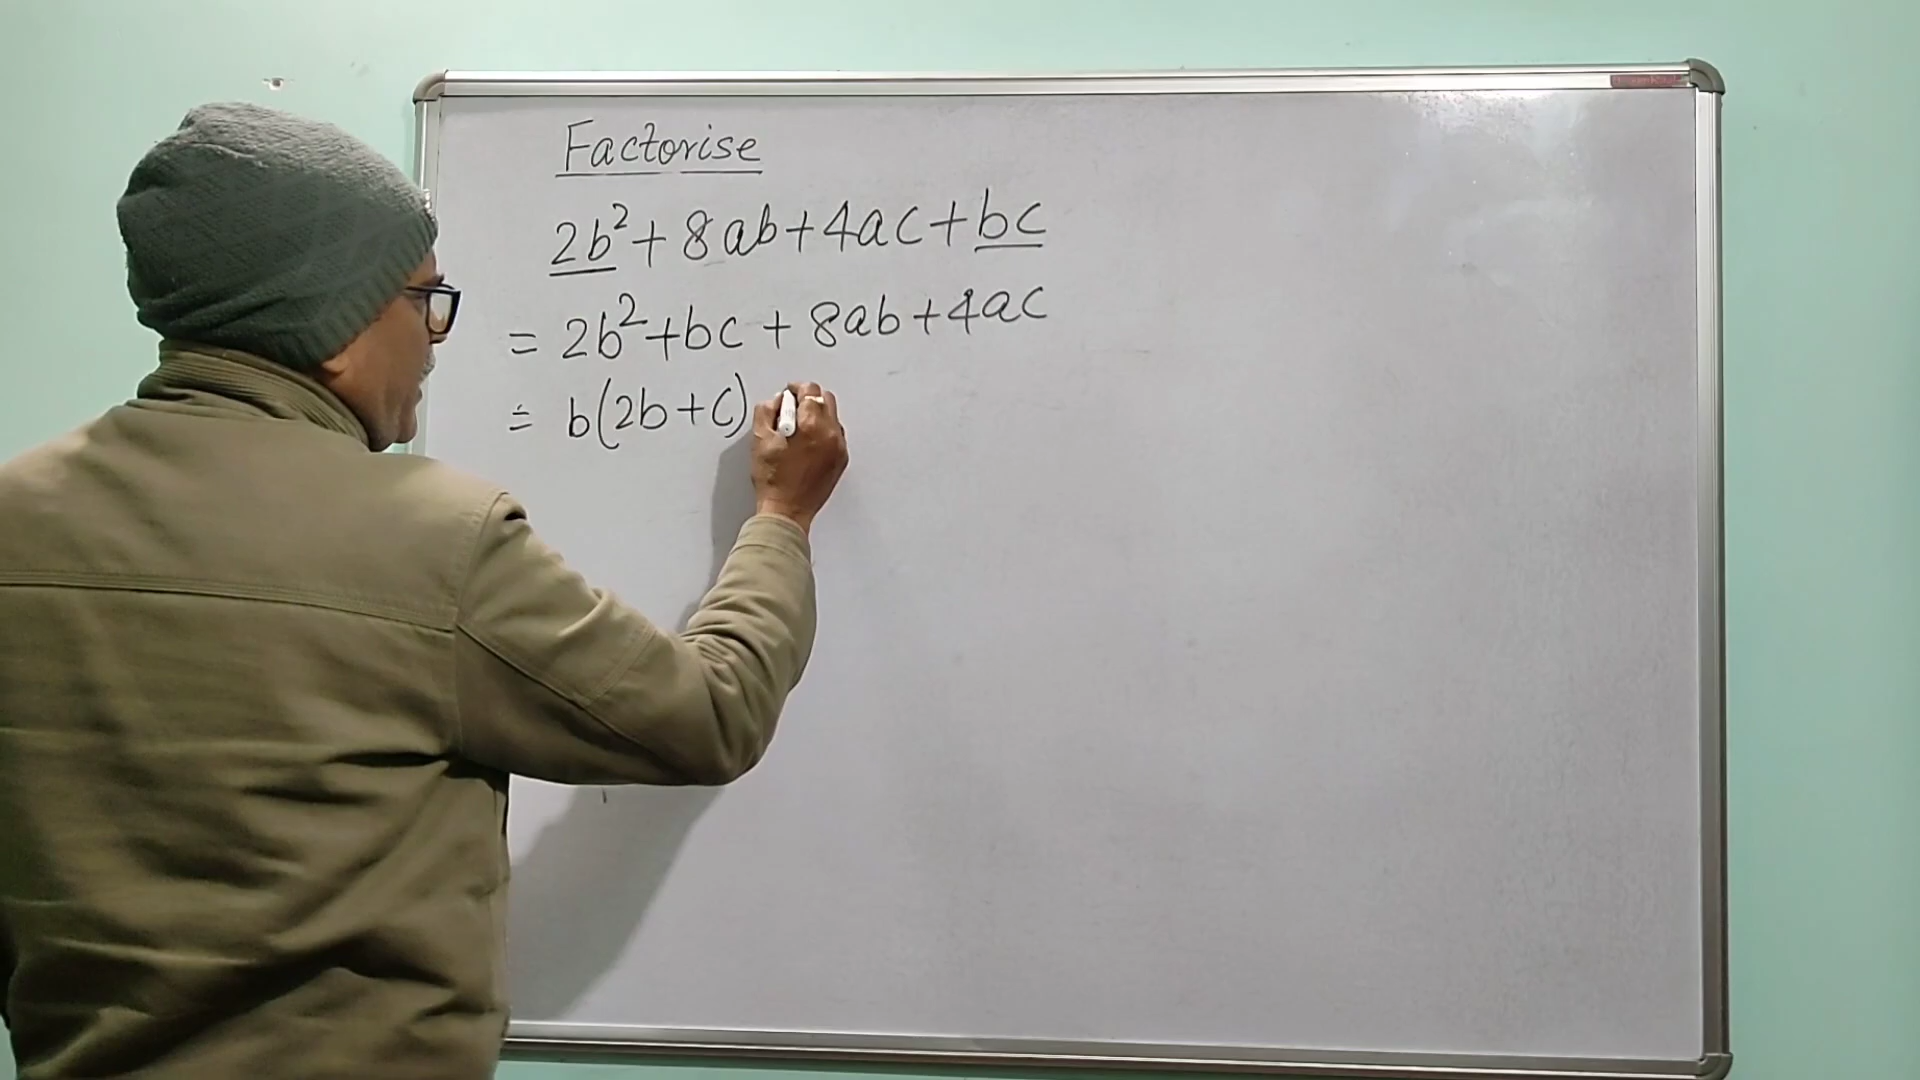 Factorise
2b²+8ab+4ac+bc
= 2b²+bc + 8ab+4ac
= b(2b+c)